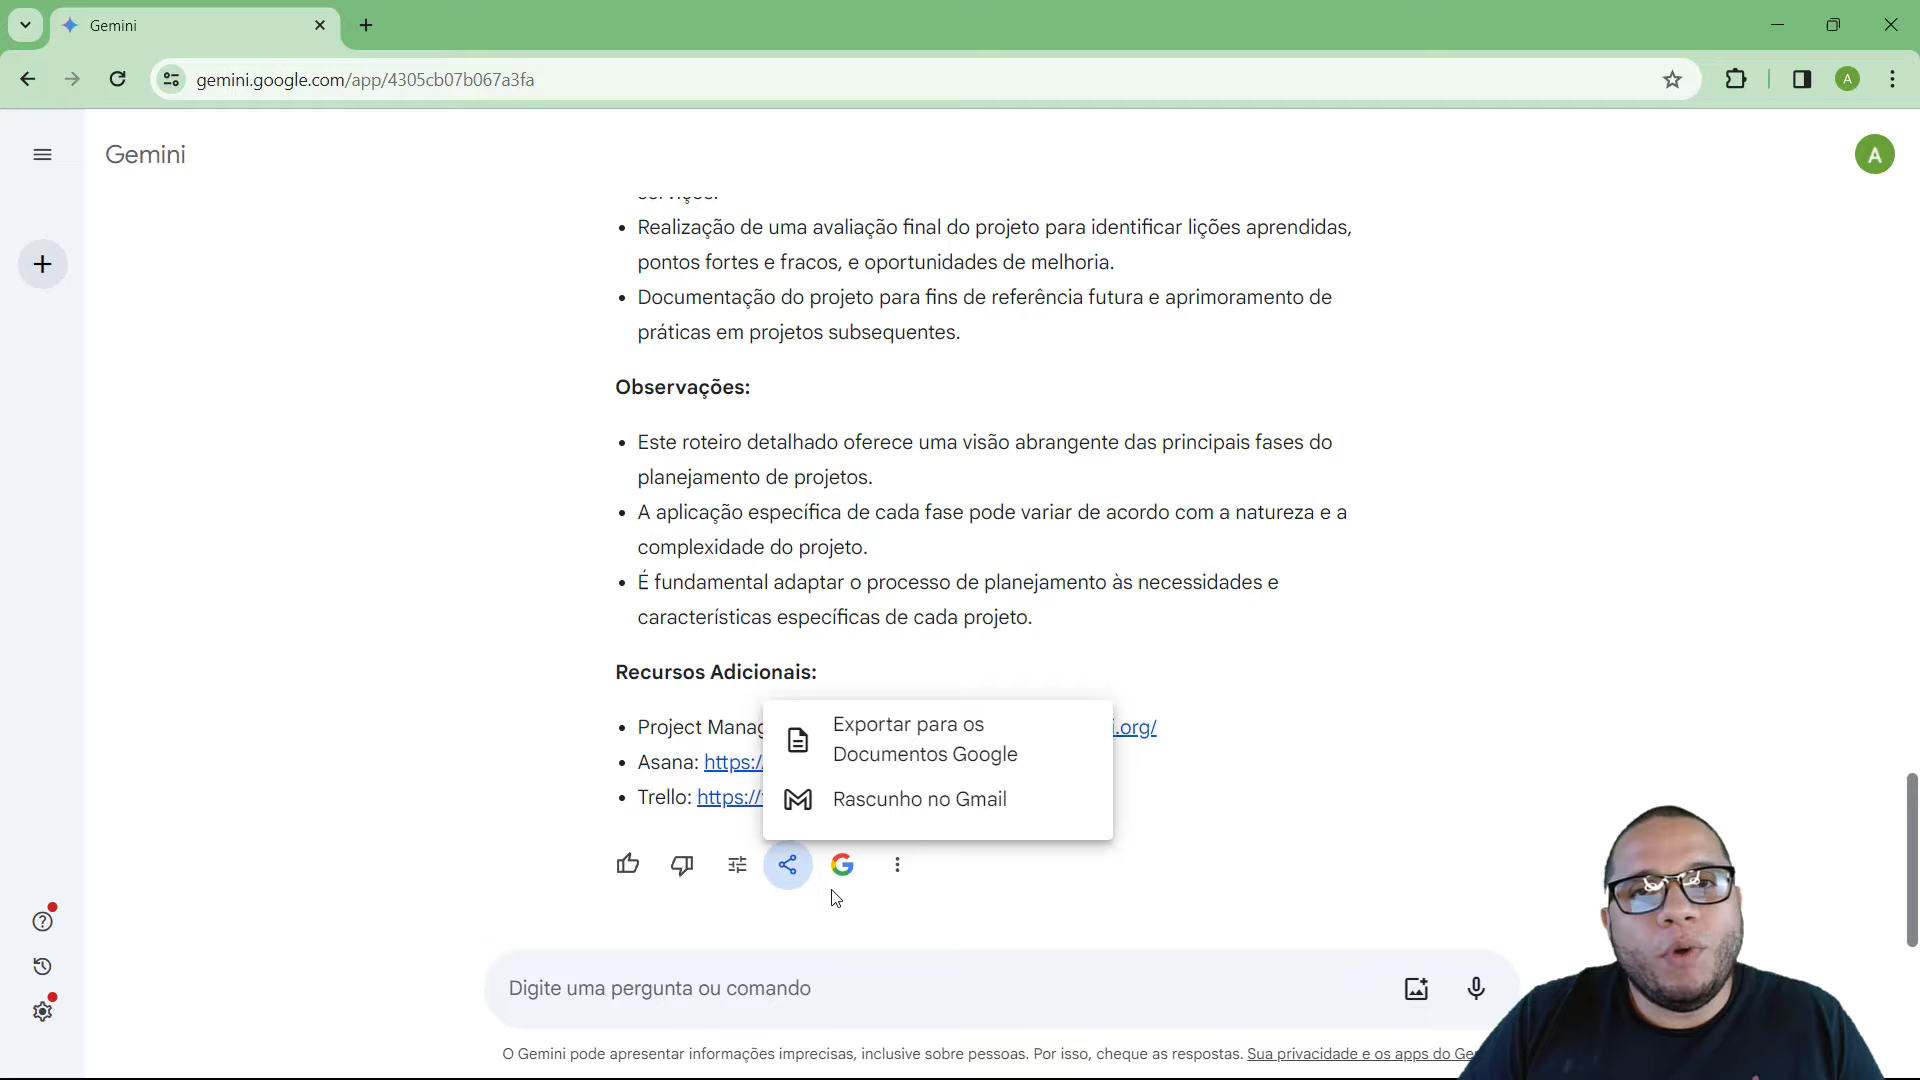 Gemini
gemini.google.com/app/4305cb07b067a3fa
A
Gemini
A
serviços.
• Realização de uma avaliação final do projeto para identificar lições aprendidas,
pontos fortes e fracos, e oportunidades de melhoria.
• Documentação do projeto para fins de referência futura e aprimoramento de
práticas em projetos subsequentes.
Observações:
• Este roteiro detalhado oferece uma visão abrangente das principais fases do
planejamento de projetos.
• A aplicação específica de cada fase pode variar de acordo com a natureza e a
complexidade do projeto.
• É fundamental adaptar o processo de planejamento às necessidades e
características específicas de cada projeto.
Recursos Adicionais:
• Project Manag i.org/
• Asana: https:/
• Trello: https://
Exportar para os
Documentos Google
Rascunho no Gmail
Digite uma pergunta ou comando
O Gemini pode apresentar informações imprecisas, inclusive sobre pessoas. Por isso, cheque as respostas. Sua privacidade e os apps do Ge